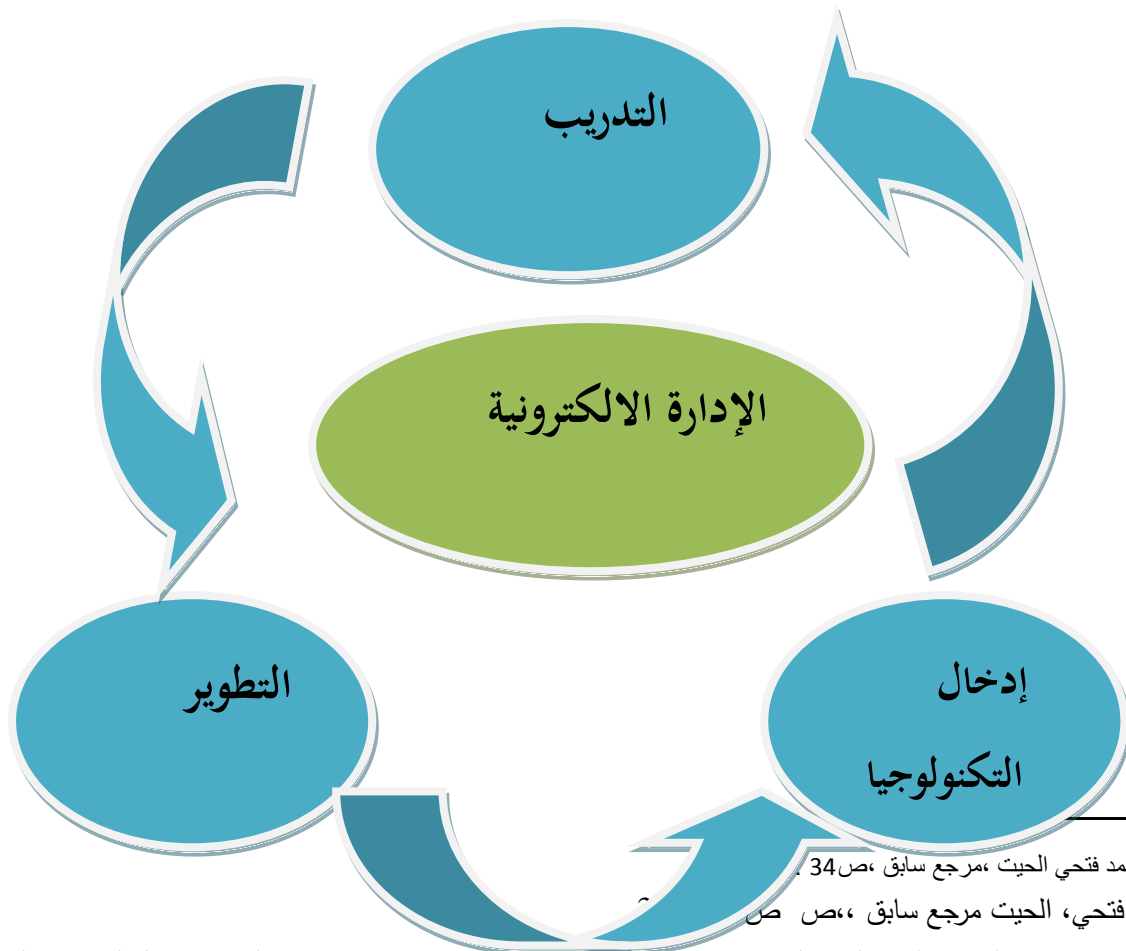 التدريب
الإدارة الالكترونية
التطوير
إدخال
التكنولوجيا
مد فتحي الحيت ،مرجع سابق ،ص34 .
فتحي، الحيت مرجع سابق ،،ص ص